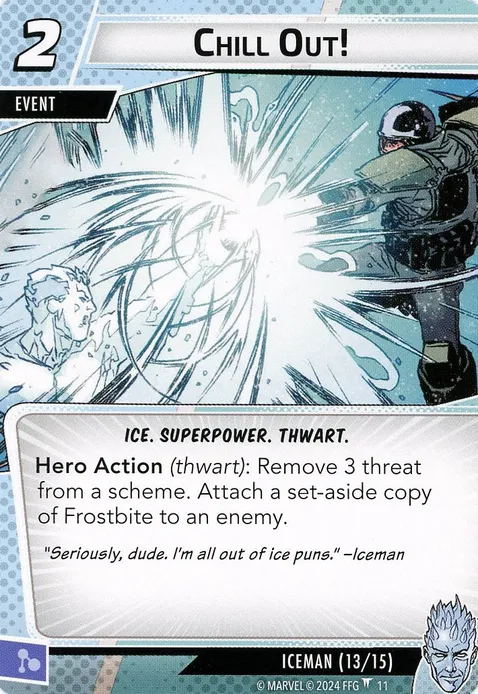 2
CHILL OUT!
EVENT
ICE. SUPERPOWER. THWART.
Hero Action (thwart): Remove 3 threat
from a scheme. Attach a set-aside copy
of Frostbite to an enemy.
"Seriously, dude. I'm all out of ice puns." –Iceman
ICEMAN (13/15)
© MARVEL © 2024 FFG 11